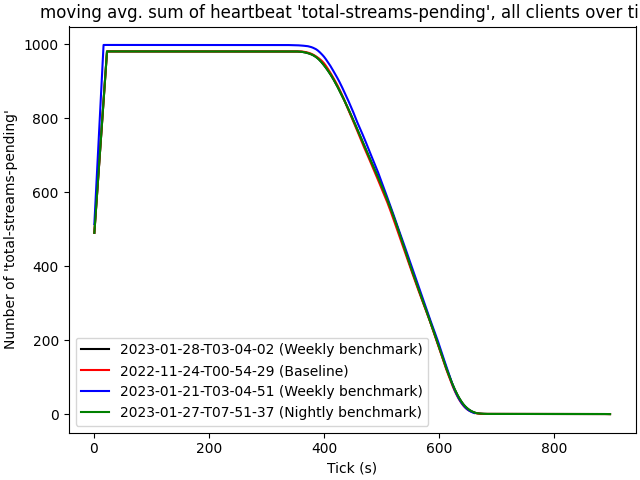 moving avg. sum of heartbeat 'total-streams-pending', all clients over ti
Number of 'total-streams-pending'
1000
800
600
400
200
0
2023-01-28-T03-04-02 (Weekly benchmark)
2022-11-24-T00-54-29 (Baseline)
2023-01-21-T03-04-51 (Weekly benchmark)
2023-01-27-T07-51-37 (Nightly benchmark)
0 200 400 600 800
Tick (s)